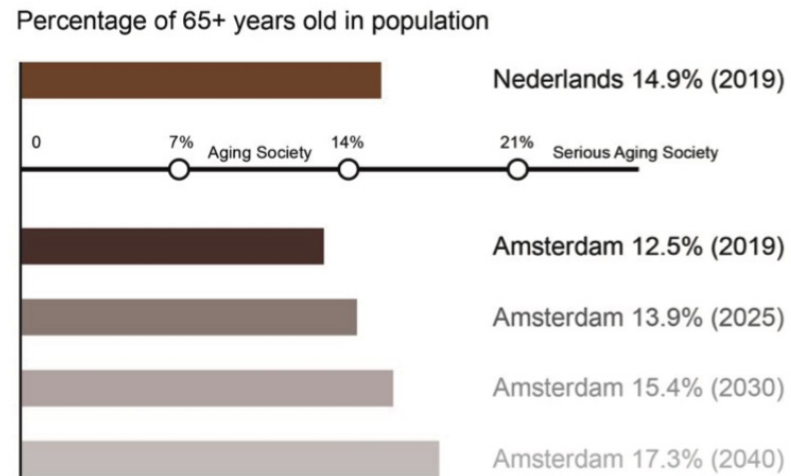 Percentage of 65+ years old in population
Nederlands 14.9% (2019)
0 7% Aging Society 14% 21% Serious Aging Society
Amsterdam 12.5% (2019)
Amsterdam 13.9% (2025)
Amsterdam 15.4% (2030)
Amsterdam 17.3% (2040)